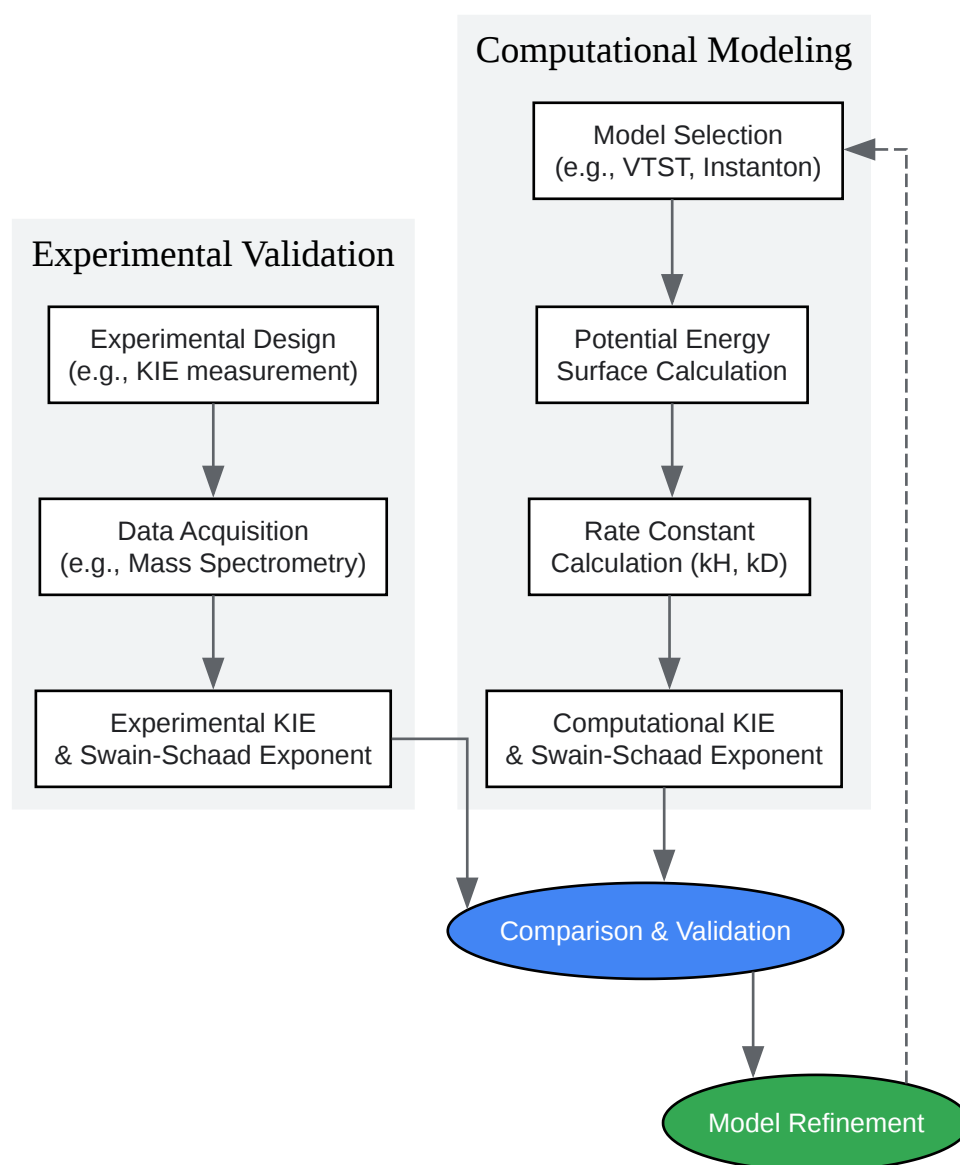 Computational Modeling
Model Selection
(e.g., VTST, Instanton)
Potential Energy
Surface Calculation
Rate Constant
Calculation (kH, kD)
Computational KIE
& Swain-Schaad Exponent
Experimental Validation
Experimental Design
(e.g., KIE measurement)
Data Acquisition
(e.g., Mass Spectrometry)
Experimental KIE
& Swain-Schaad Exponent
Comparison & Validation
Model Refinement